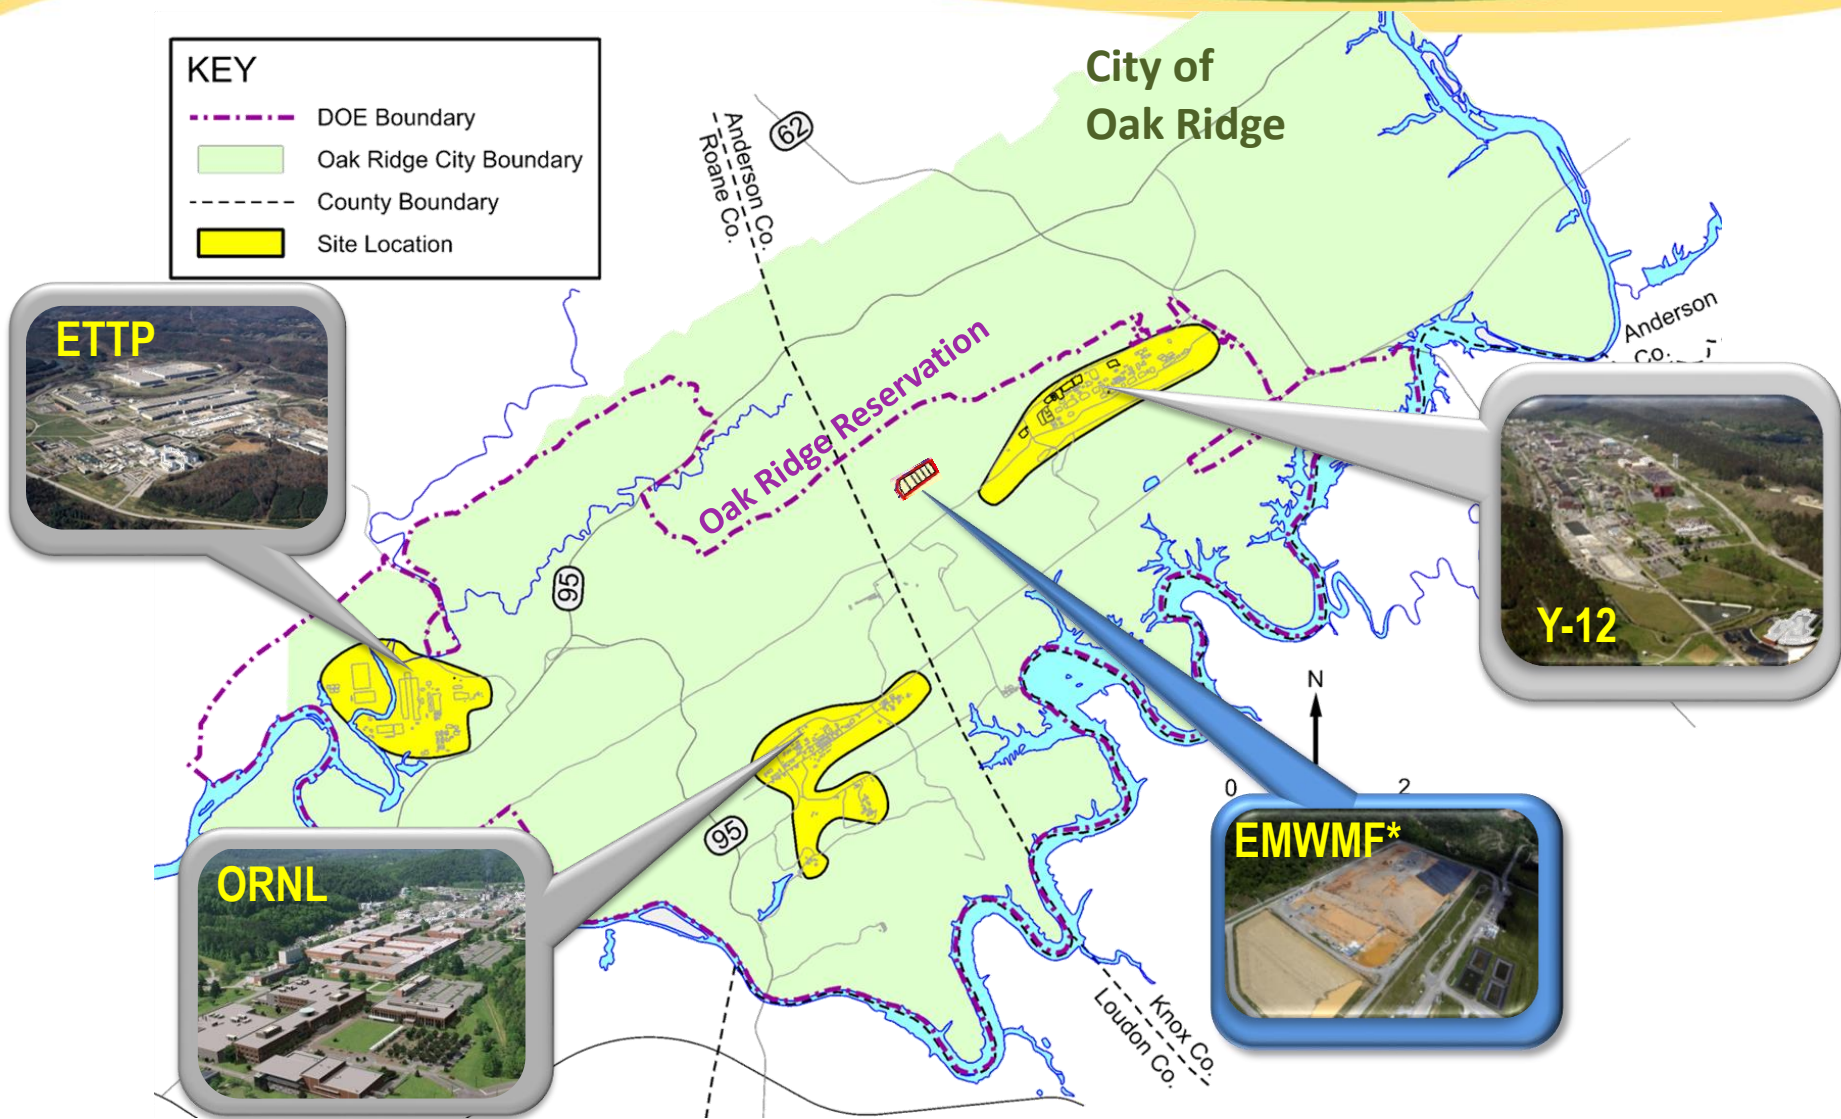 KEY
DOE Boundary
Oak Ridge City Boundary
County Boundary
Site Location
City of
Oak Ridge
62
Anderson Co.
Roane Co.
Anderson
Co.
ETTP
Oak Ridge Reservation
95
Y-12
N
0
2
95
EMWMF*
ORNL
Knox Co.
Loudon Co.